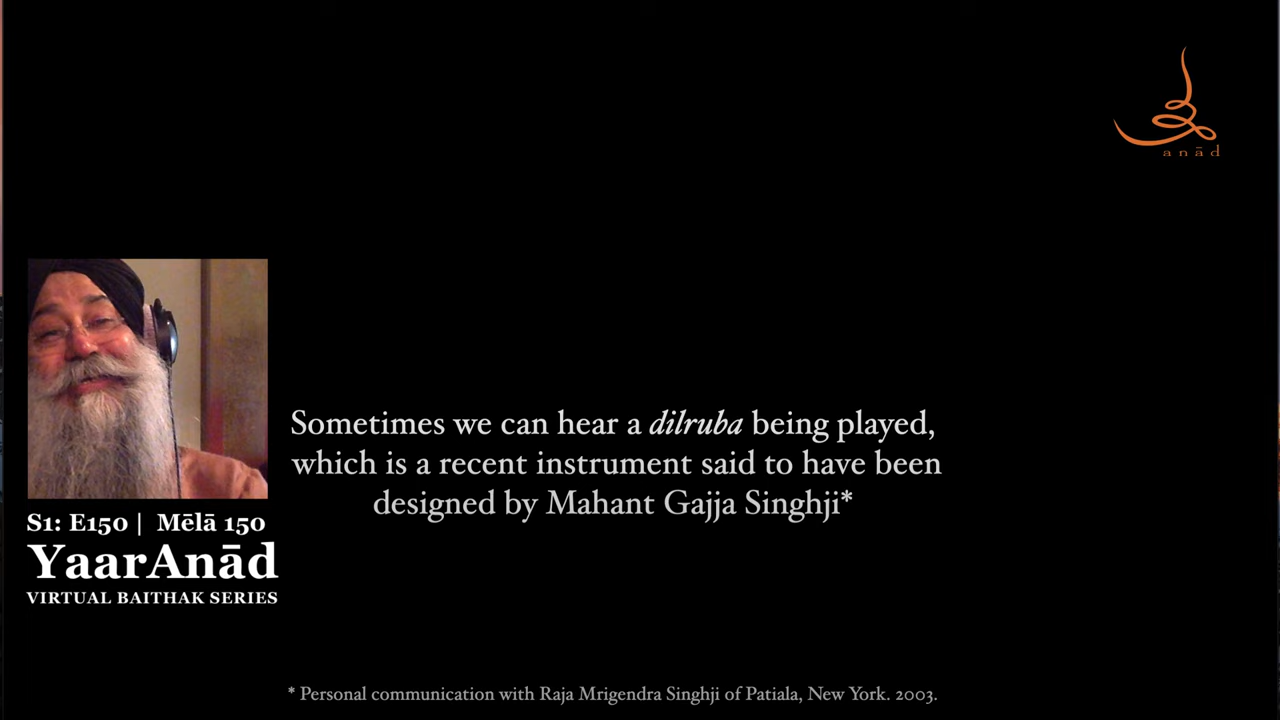 anād
Sometimes we can hear a dilruba being played,
which is a recent instrument said to have been
designed by Mahant Gajja Singhji*
S1: E150 | Mēlā 150
YaarAnād
VIRTUAL BAITHAK SERIES
* Personal communication with Raja Mrigendra Singhji of Patiala, New York. 2003.